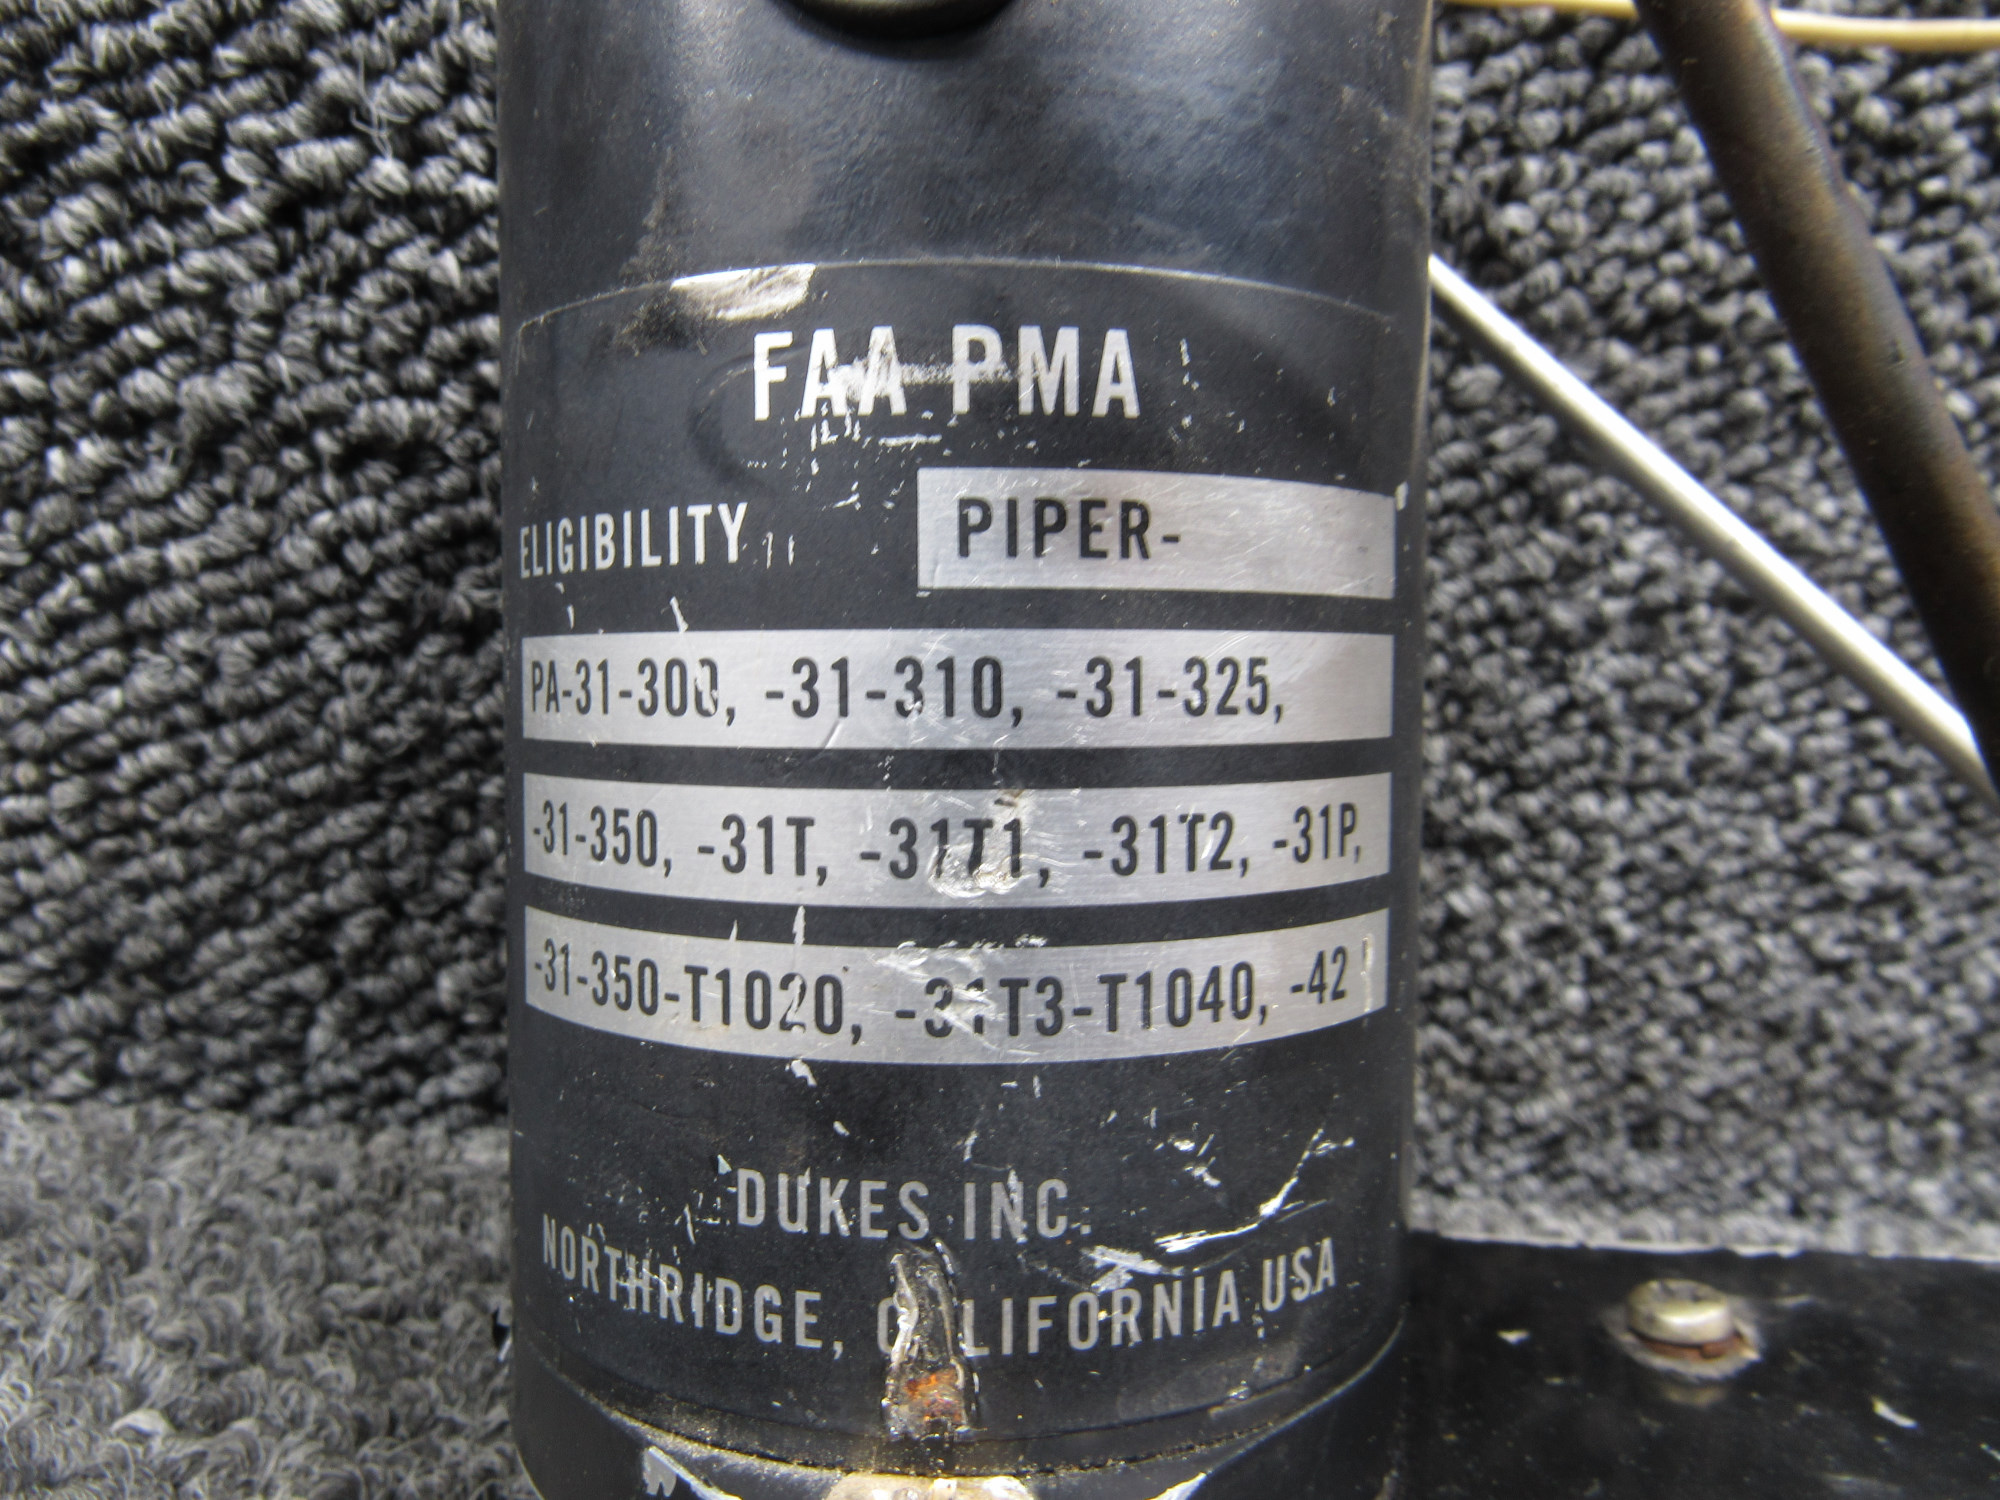 FAA PMA
ELIGIBILITY PIPER-
PA-31-300, -31-310, -31-325,
-31-350, -31T, -31T1, -31T2, -31P,
-31-350-T1020, -31T3-T1040, -42
DUKES INC.
NORTHRIDGE, CALIFORNIA USA